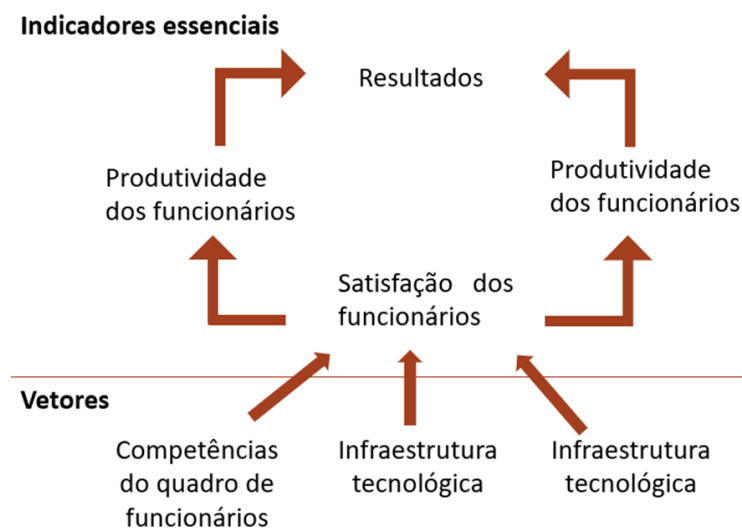 Indicadores essenciais
Resultados
Produtividade
dos funcionários
Produtividade
dos funcionários
Satisfação dos
funcionários
Vetores
Competências
do quadro de
funcionários
Infraestrutura
tecnológica
Infraestrutura
tecnológica